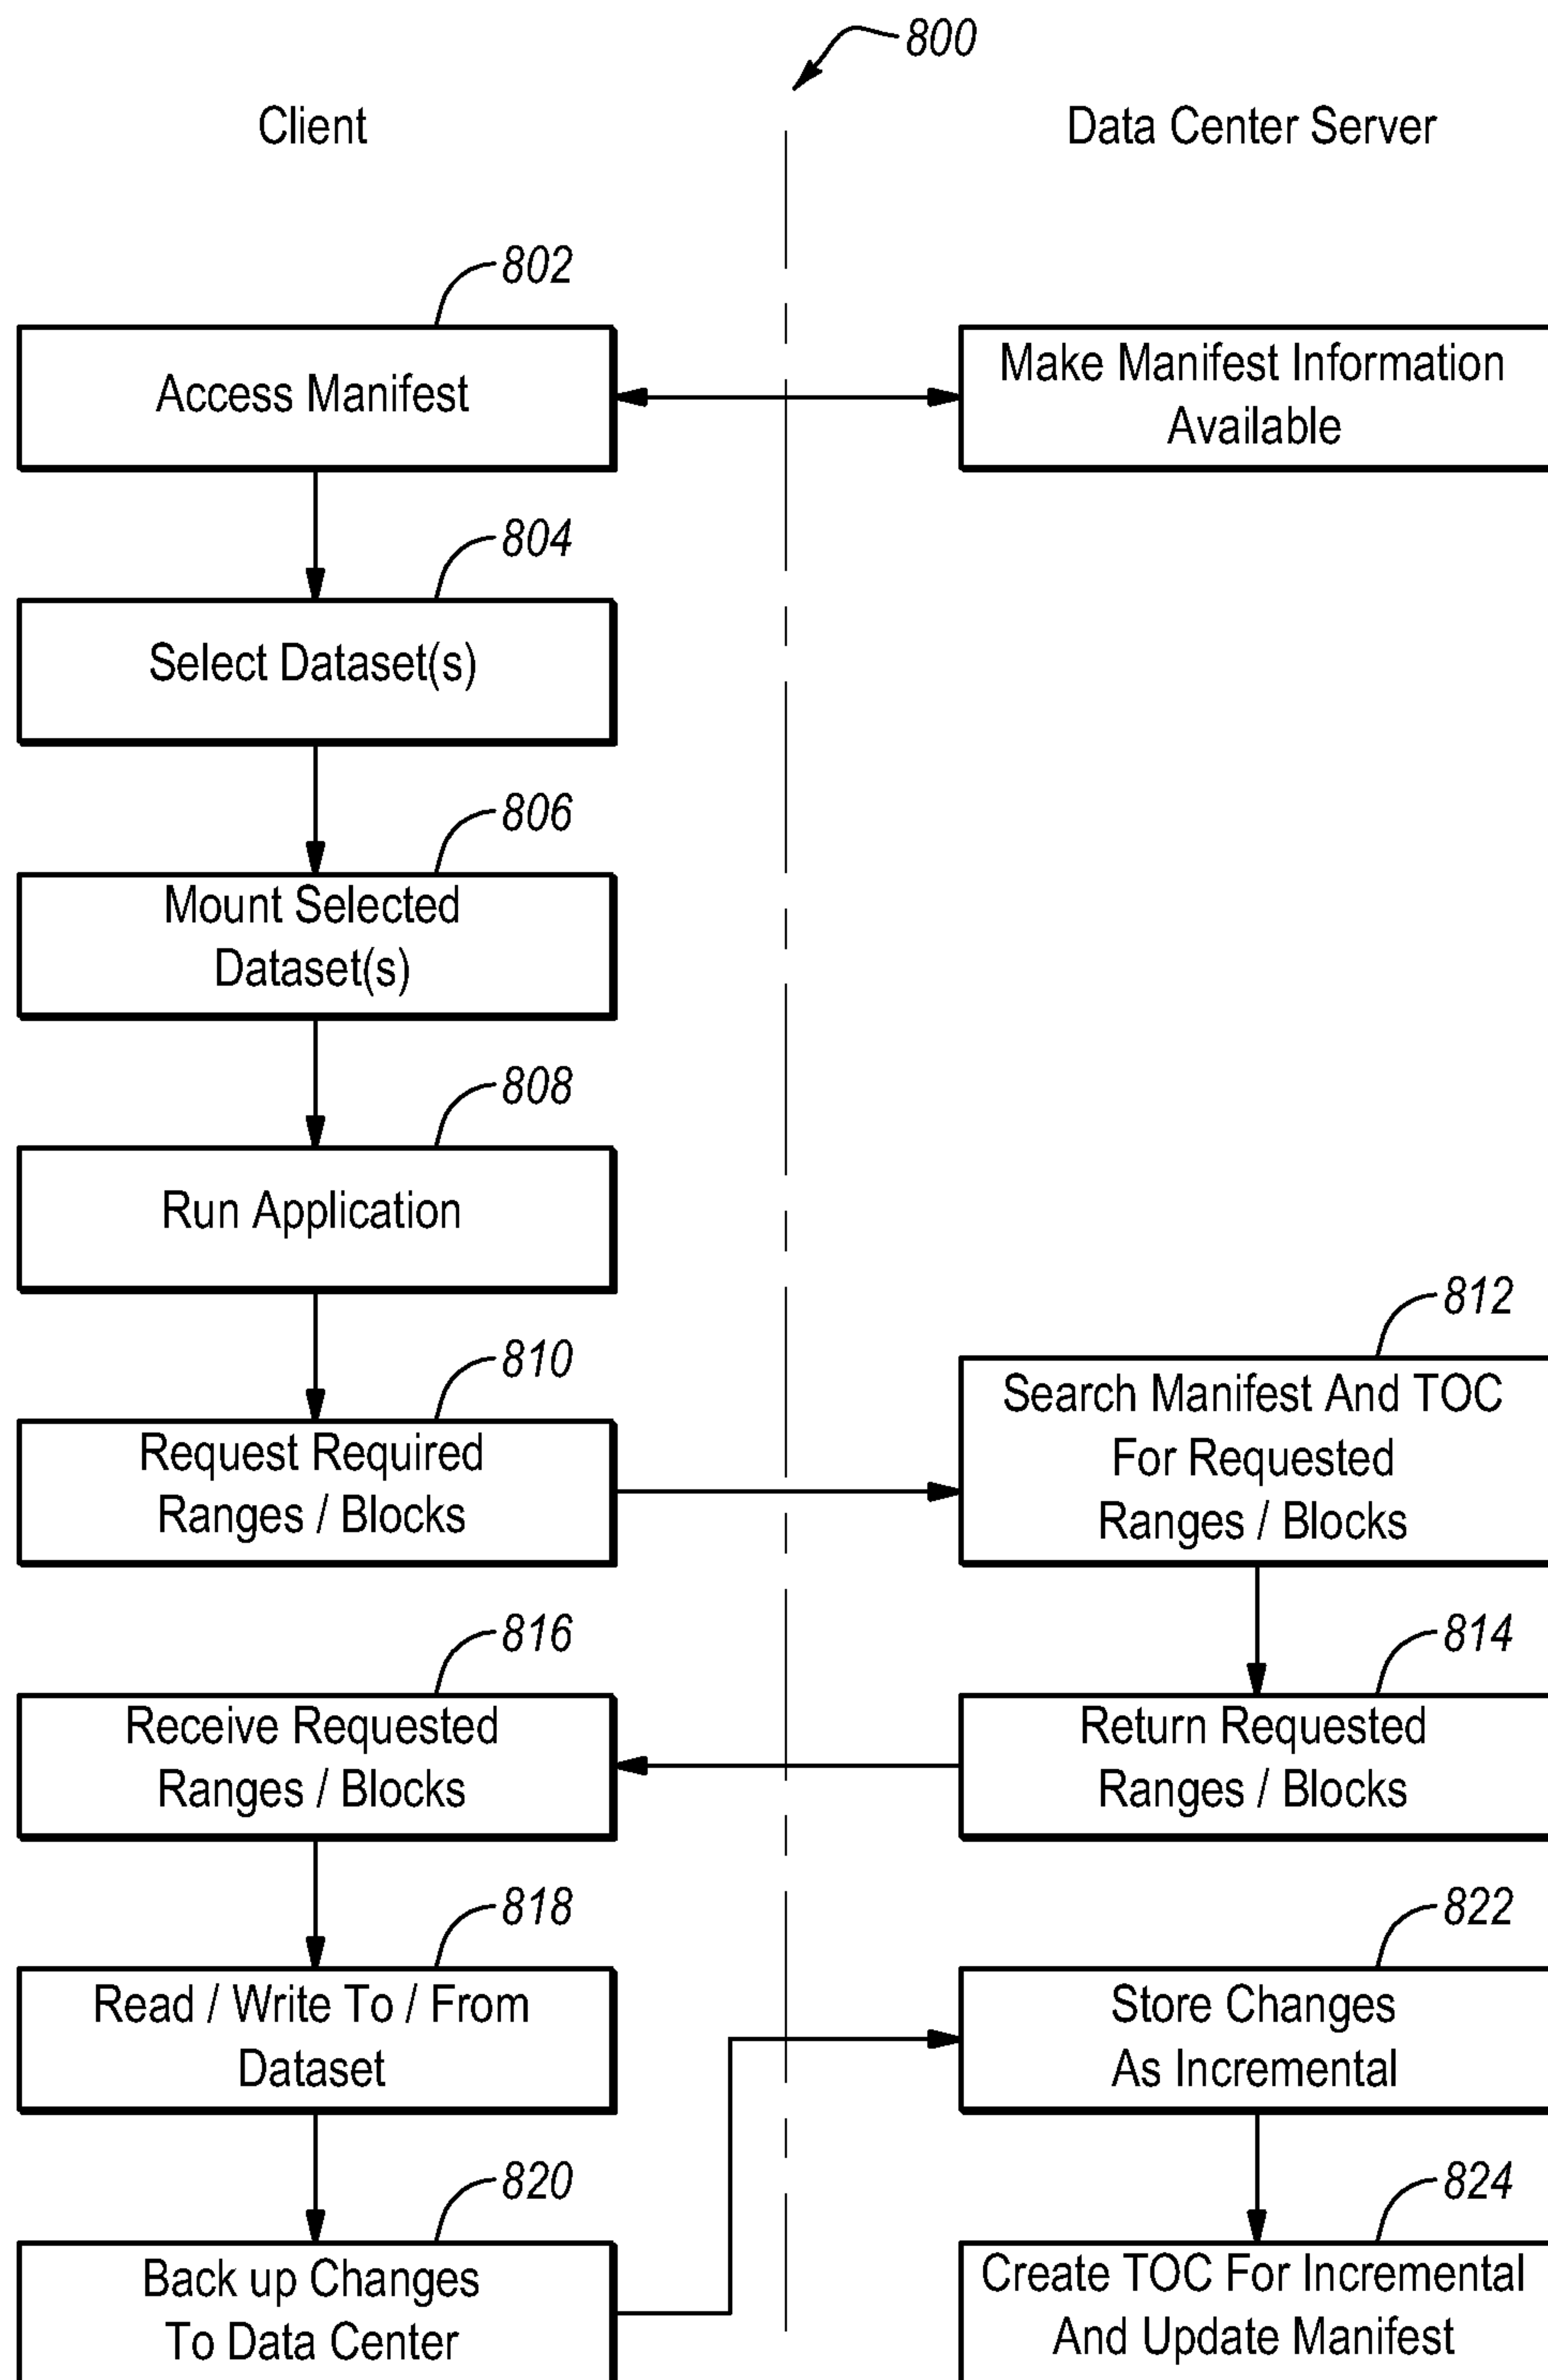 800
Client
Data Center Server
802
Access Manifest
Make Manifest Information
Available
804
Select Dataset(s)
806
Mount Selected
Dataset(s)
808
Run Application
810
Request Required
Ranges / Blocks
812
Search Manifest And TOC
For Requested
Ranges / Blocks
814
Return Requested
Ranges / Blocks
816
Receive Requested
Ranges / Blocks
818
Read / Write To / From
Dataset
820
Back up Changes
To Data Center
822
Store Changes
As Incremental
824
Create TOC For Incremental
And Update Manifest